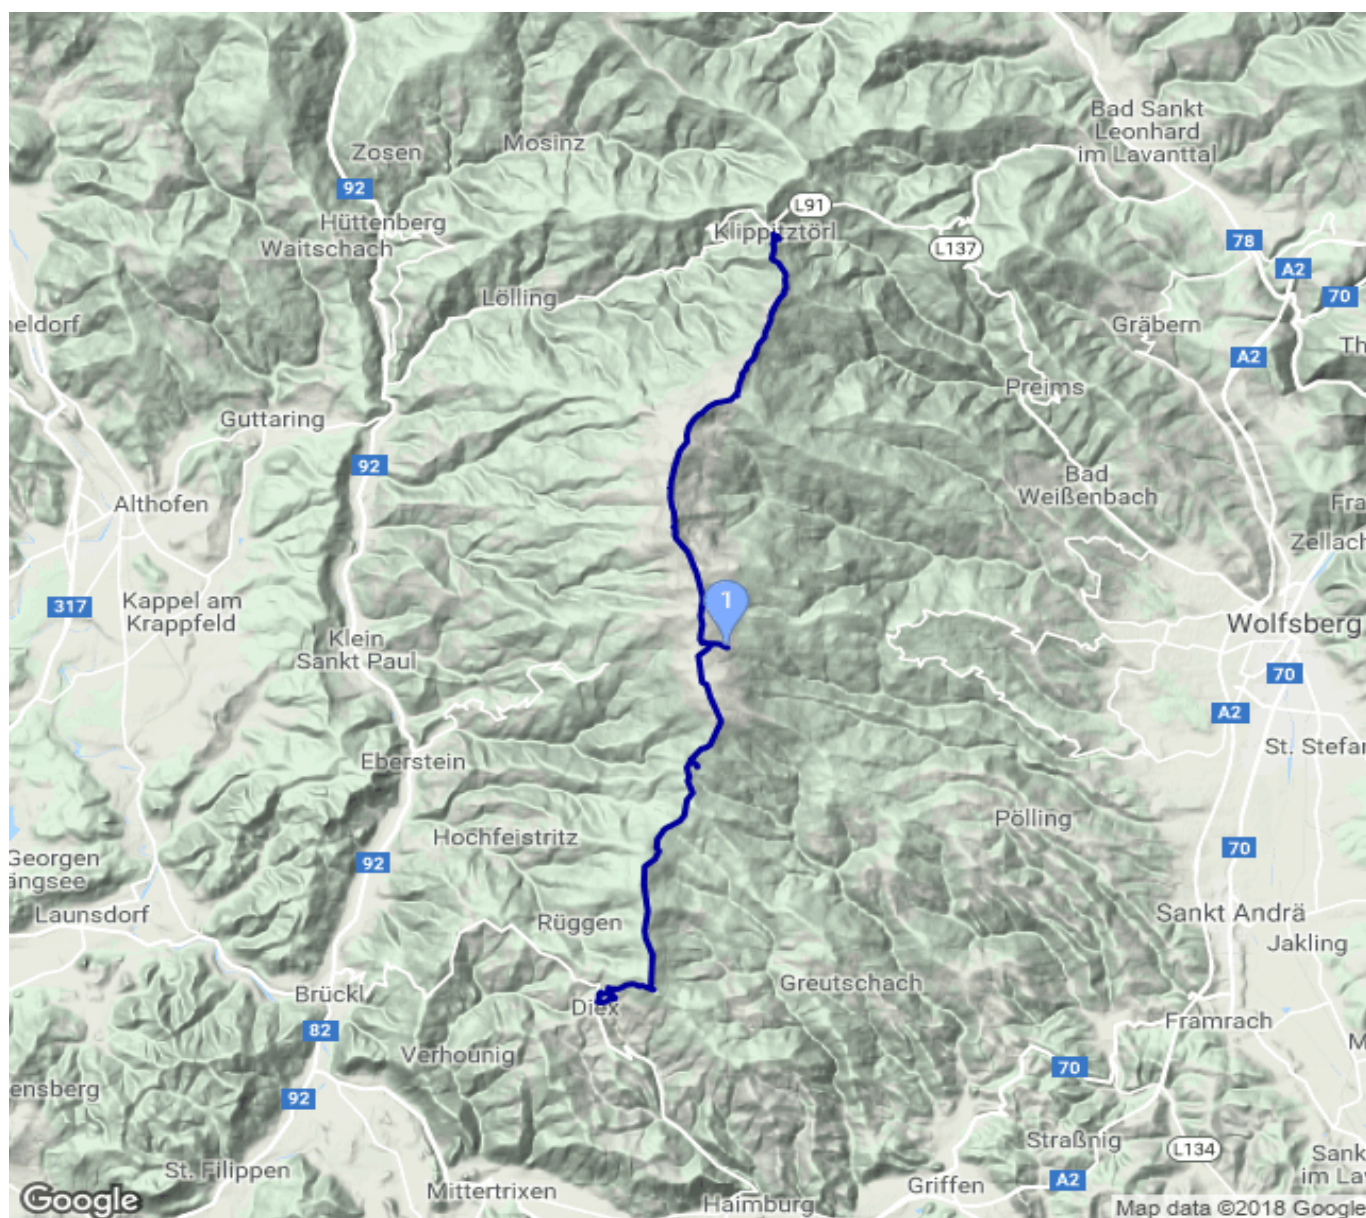 Bad Sankt
Leonhard
im Lavanttal
Mosinz
Zosen
92
L91
Hüttenberg
Klippitztörl
Waitschach
L137
78
A2
70
Lölling
neldorf
Gräbern
Th
A2
Preims
Guttaring
92
Bad
Weißenbach
Althofen
Fra
Zellach
1
317
Kappel am
Krappfeld
Wolfsberg
Klein
Sankt Paul
70
A2
St. Stefan
Eberstein
Pölling
Hochfeistritz
Georgen
ängsee
92
70
Launsdorf
Sankt Andrä
Rüggen
Jakling
Greutschach
Brückl
Diex
Framrach
82
Verhounig
M
70
ensberg
92
Straßnig
L134
St. Filippen
Sank
im Lav
A2
Mittertrixen
Griffen
Haimburg
Google
Map data ©2018 Google